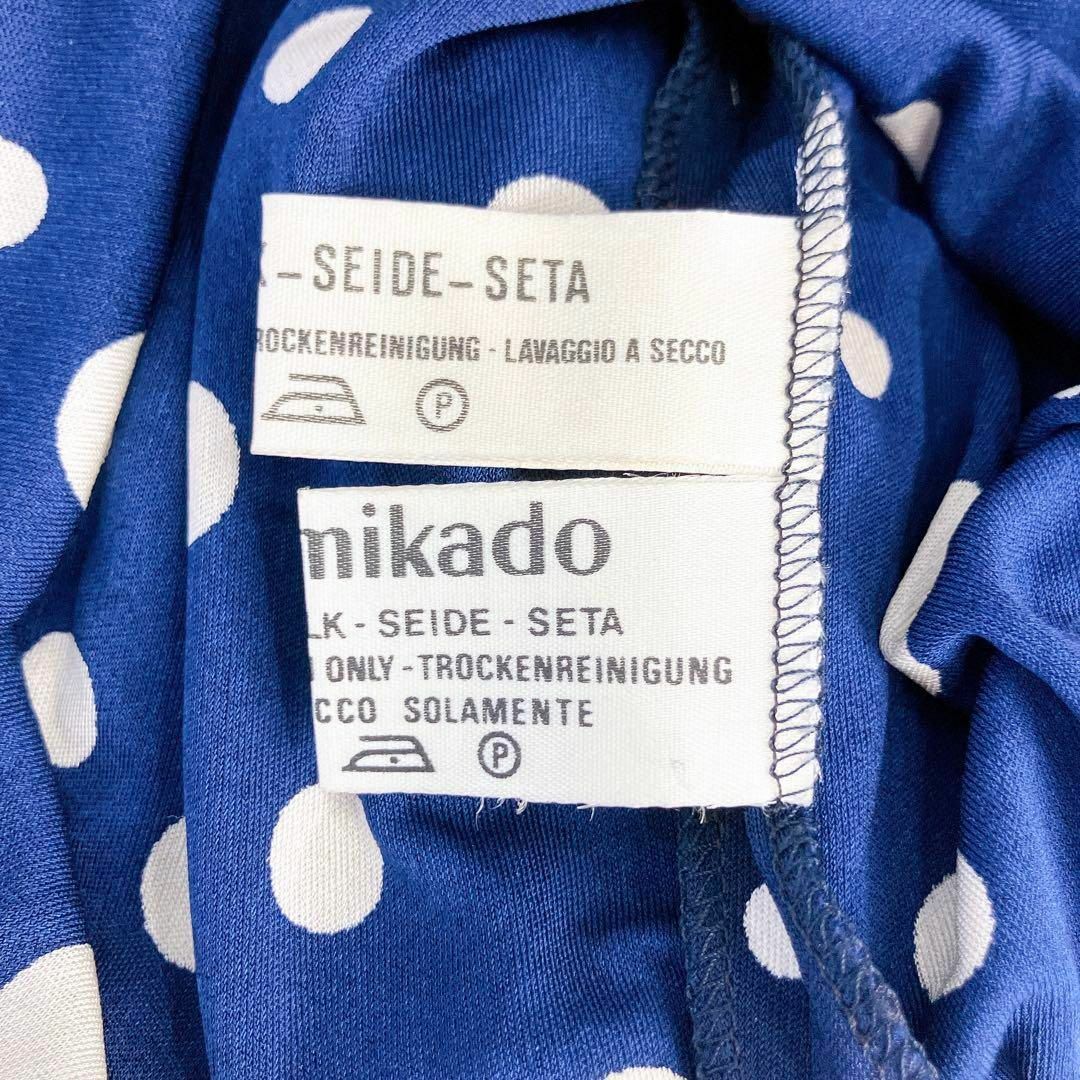 – SEIDE – SETA
ROCKENREINIGUNG - LAVAGGIO A SECCO
P
mikado
LK - SEIDE - SETA
ONLY - TROCKENREINIGUNG
CCO SOLAMENTE
P